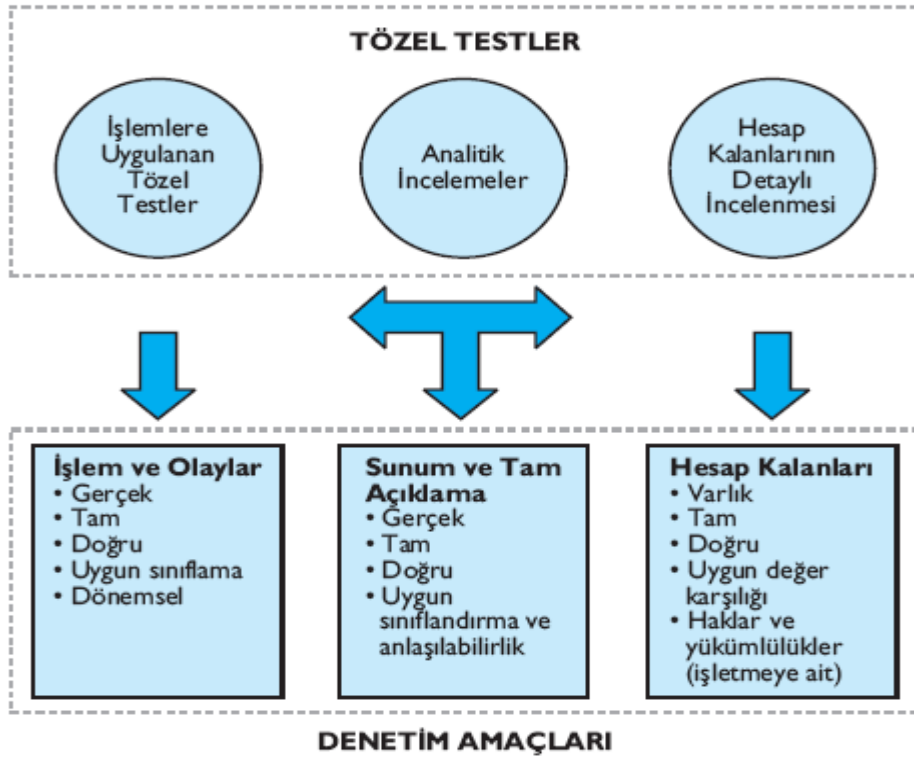 TÖZEL TESTLER
İşlemlere
Uygulanan
Tözel
Testler
Analitik
İncelemeler
Hesap
Kalanlarının
Detaylı
İncelenmesi
İşlem ve Olaylar
• Gerçek
• Tam
• Doğru
• Uygun sınıflama
• Dönemsel
Sunum ve Tam
Açıklama
• Gerçek
• Tam
• Doğru
• Uygun
sınıflandırma ve
anlaşılabilirlik
Hesap Kalanları
• Varlık
• Tam
• Doğru
• Uygun değer
karşılığı
• Haklar ve
yükümlülükler
(işletmeye ait)
DENETİM AMAÇLARI